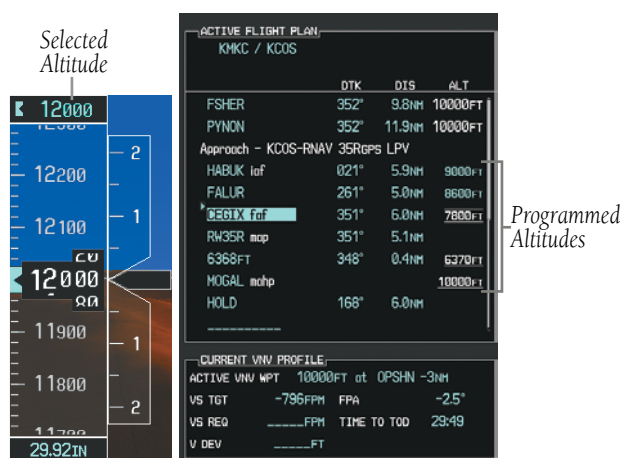 Selected
Altitude
12000
12200
12100
12000
80
11900
11800
29.92IN
2
1
1
2
ACTIVE FLIGHT PLAN
KMKC / KCOS
DTK DIS ALT
FSHER 352° 9.8NM 10000FT
PYNON 352° 11.9NM 10000FT
Approach - KCOS-RNAV 35RGPS LPV
HABUK iaf 021° 5.9NM 9000FT
FALUR 261° 5.0NM 8600FT
CEGIX faf 351° 6.0NM 7800FT
RW35R map 351° 5.1NM
6368FT 348° 0.4NM 6370FT
MOGAL mahp 10000FT
HOLD 168° 6.0NM
__________
Programmed
Altitudes
CURRENT VNV PROFILE
ACTIVE VNV WPT 10000FT at OPSHN -3NM
VS TGT -796FPM FPA -2.5°
VS REQ _____FPM TIME TO TOD 29:49
V DEV _____FT